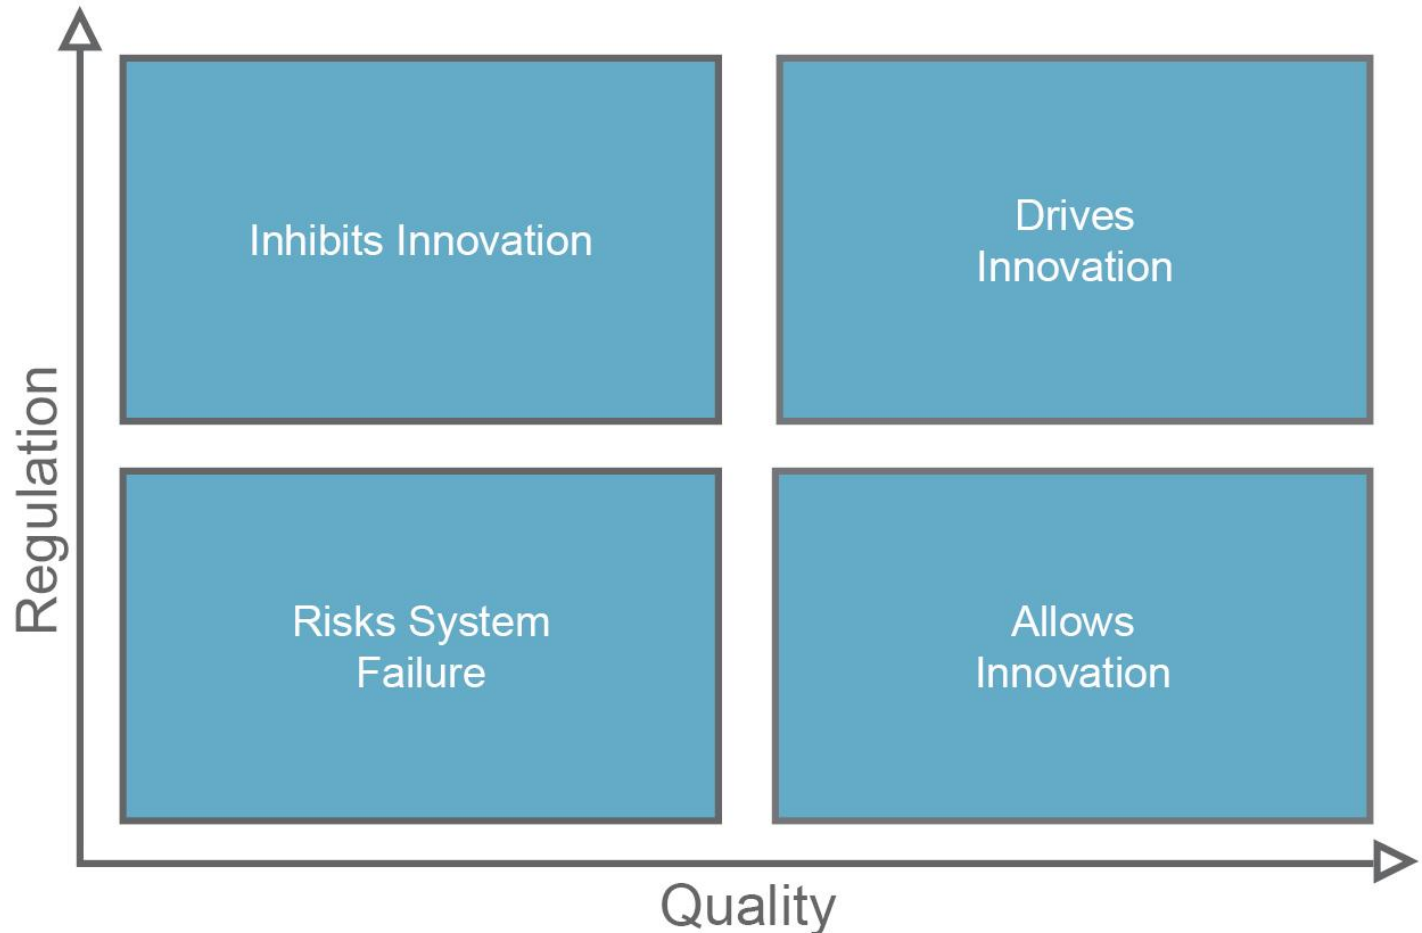 Inhibits Innovation
Drives
Innovation
Regulation
Risks System
Failure
Allows
Innovation
Quality